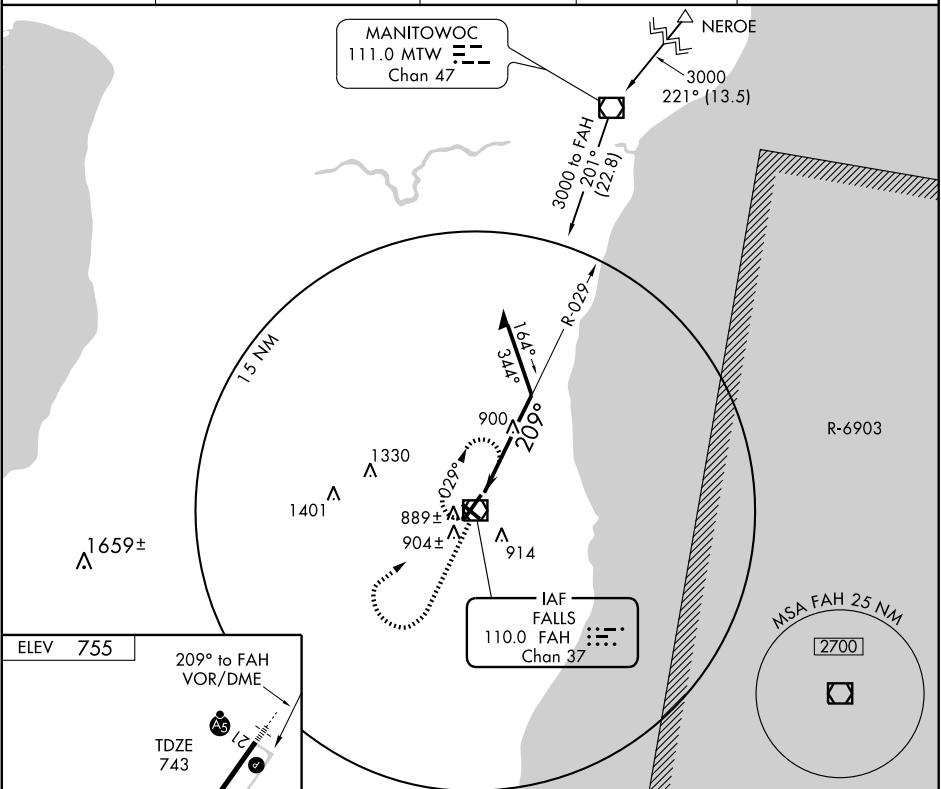 MANITOWOC
111.0 MTW
Chan 47
NEROE
3000
221° (13.5)
3000 to FAH
201°
(22.8)
15 NM
R-029
164°
344°
209°
900
1330
1401
029°
889±
904±
914
1659±
R-6903
IAF
FALLS
110.0 FAH
Chan 37
MSA FAH 25 NM
2700
ELEV 755
209° to FAH
VOR/DME
A5
21
TDZE
743
P